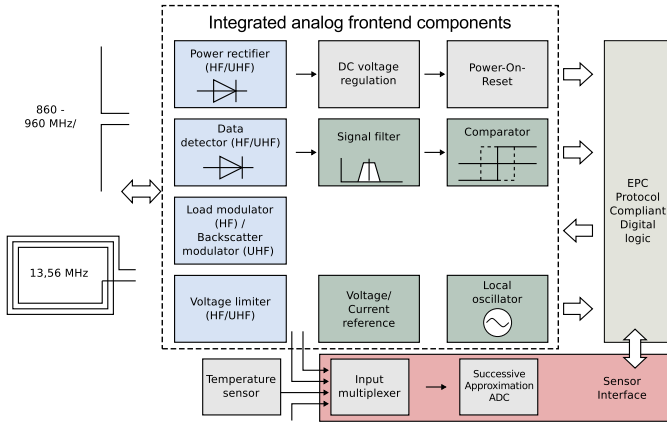 Integrated analog frontend components
860 -
960 MHz/
13,56 MHz
Power rectifier
(HF/UHF)
DC voltage
regulation
Power-On-
Reset
Data
detector (HF/UHF)
Signal filter
Comparator
Load modulator
(HF) /
Backscatter
modulator (UHF)
Voltage limiter
(HF/UHF)
Voltage/
Current
reference
Local
oscillator
EPC
Protocol
Compliant
Digital
logic
Temperature
sensor
Input
multiplexer
Successive
Approximation
ADC
Sensor
Interface